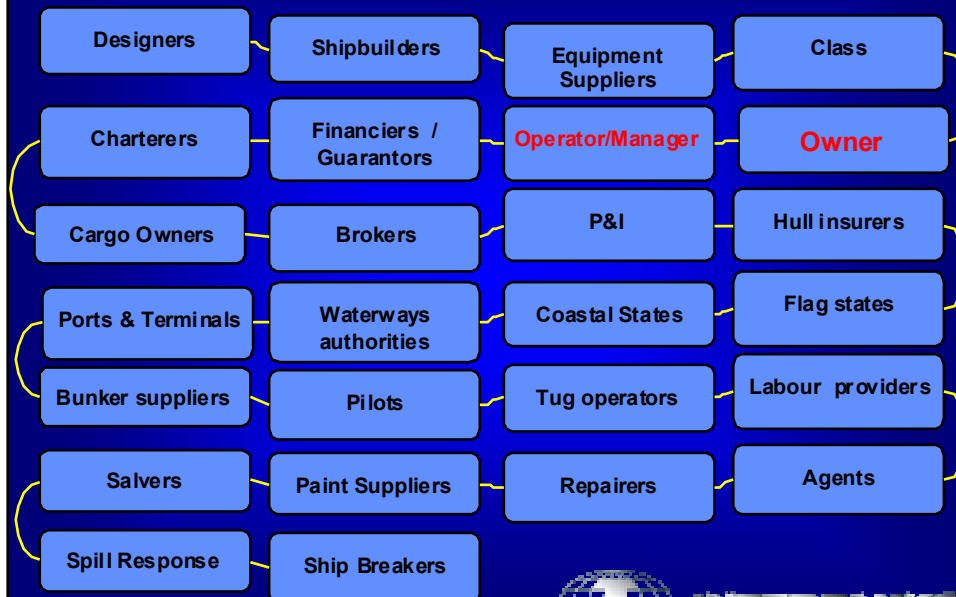 Designers
Shipbuilders
Equipment
Suppliers
Class
Charterers
Financiers /
Guarantors
Operator/Manager
Owner
Cargo Owners
Brokers
P&I
Hull insurers
Ports & Terminals
Waterways
authorities
Coastal States
Flag states
Bunker suppliers
Pilots
Tug operators
Labour providers
Salvers
Paint Suppliers
Repairers
Agents
Spill Response
Ship Breakers